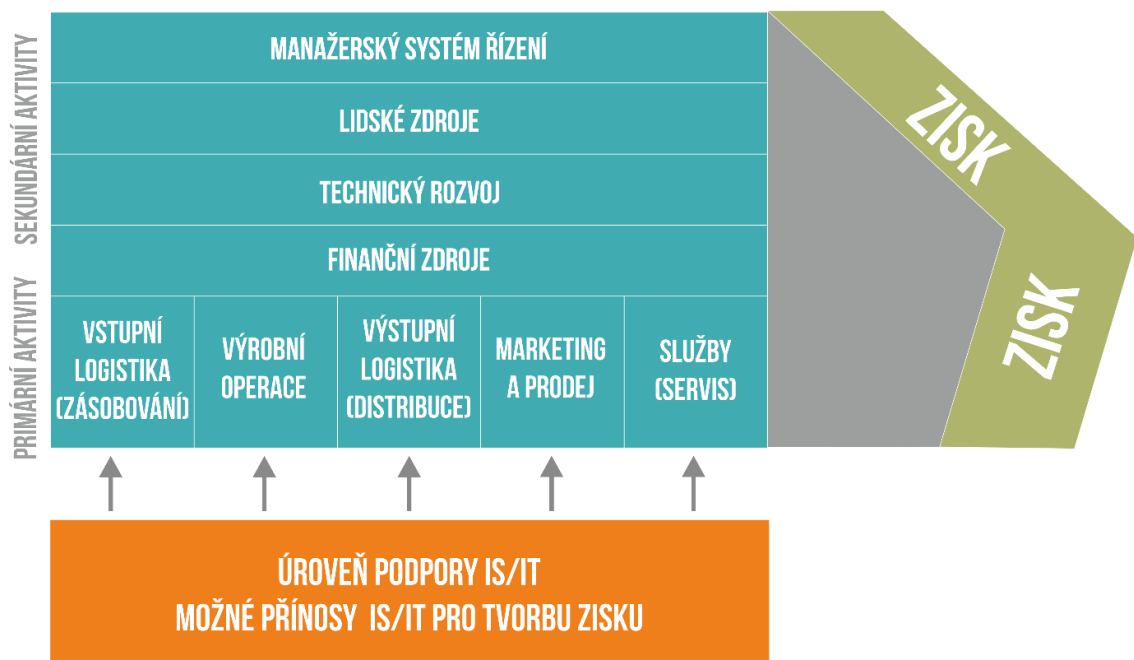 SEKUNDÁRNÍ AKTIVITY
MANAŽERSKÝ SYSTÉM ŘÍZENÍ
LIDSKÉ ZDROJE
TECHNICKÝ ROZVOJ
FINANČNÍ ZDROJE
PRIMÁRNÍ AKTIVITY
VSTUPNÍ
LOGISTIKA
(ZÁSOBOVÁNÍ)
VÝROBNÍ
OPERACE
VÝSTUPNÍ
LOGISTIKA
(DISTRIBUCE)
MARKETING
A PRODEJ
SLUŽBY
(SERVIS)
ZISK
ZISK
ÚROVEŇ PODPORY IS/IT
MOŽNÉ PŘÍNOSY IS/IT PRO TVORBU ZISKU